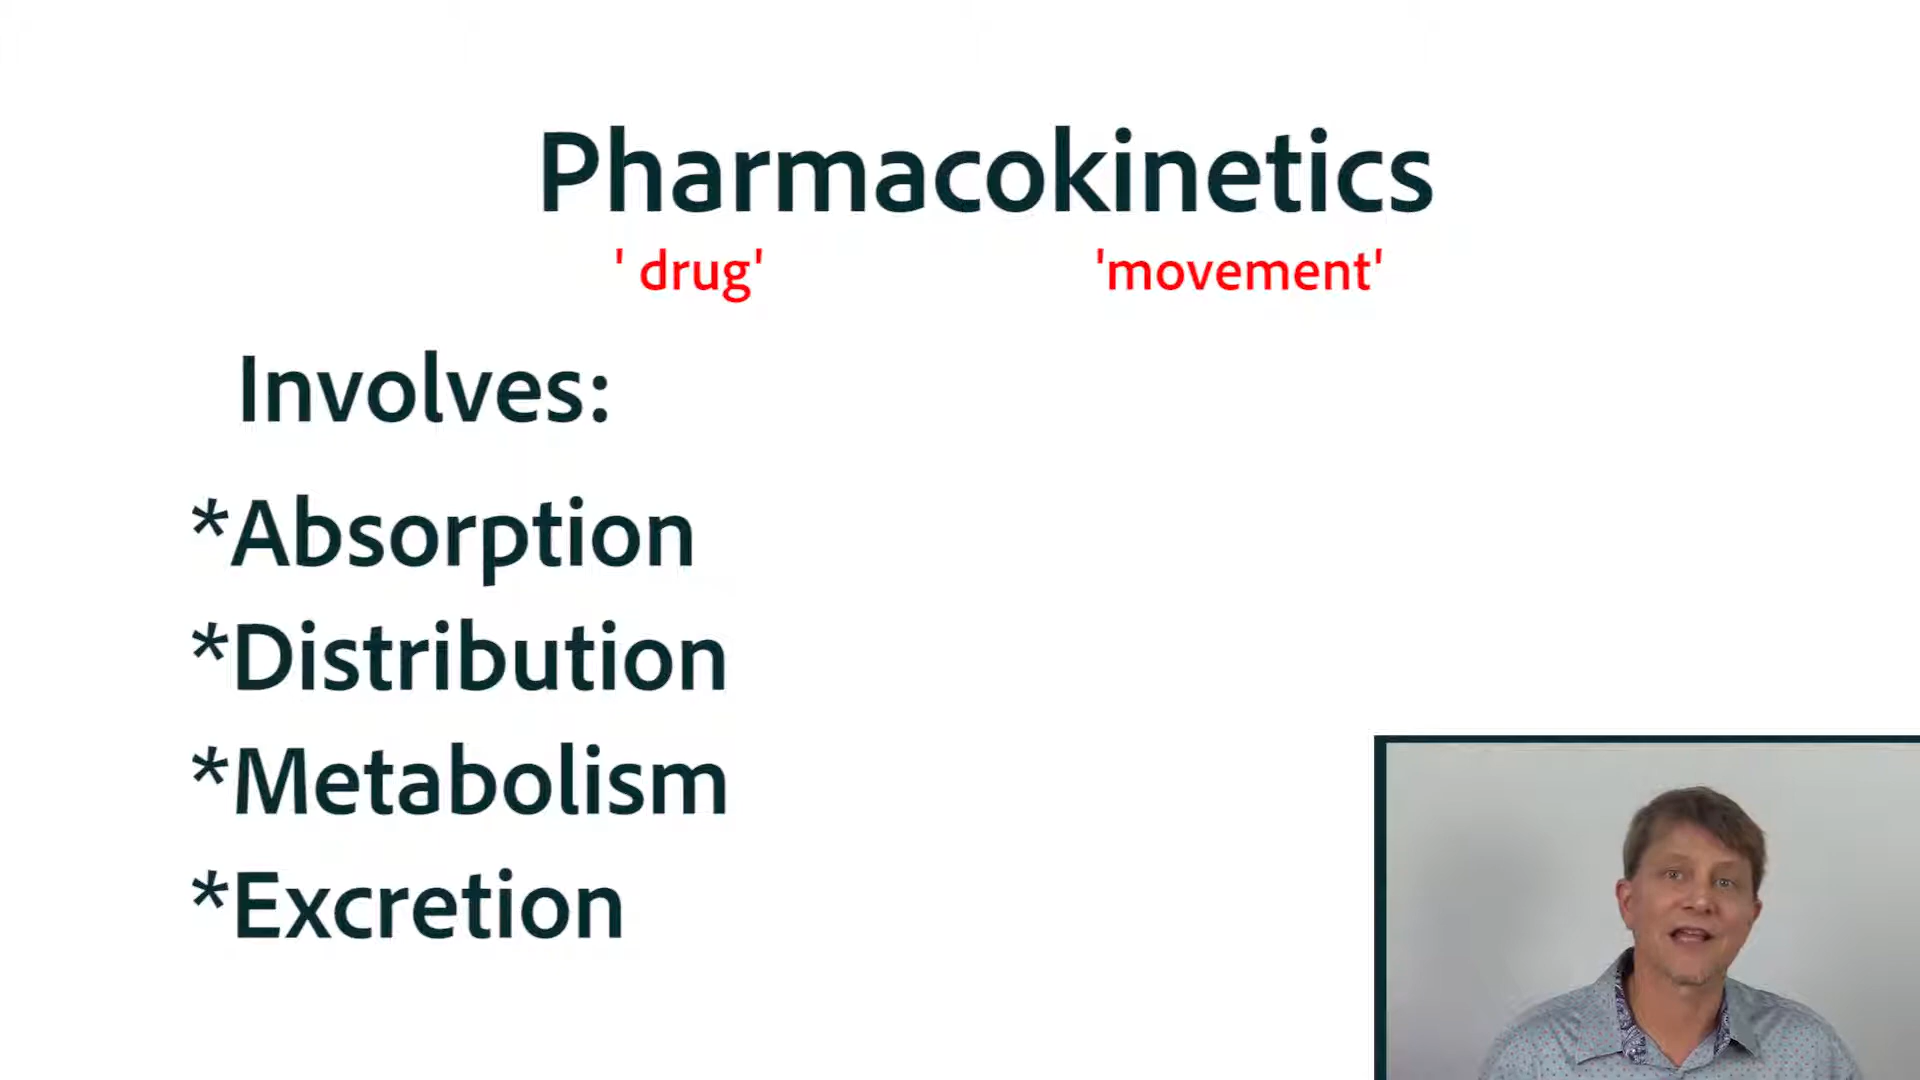 Pharmacokinetics
' drug' 'movement'
Involves:
*Absorption
*Distribution
*Metabolism
*Excretion